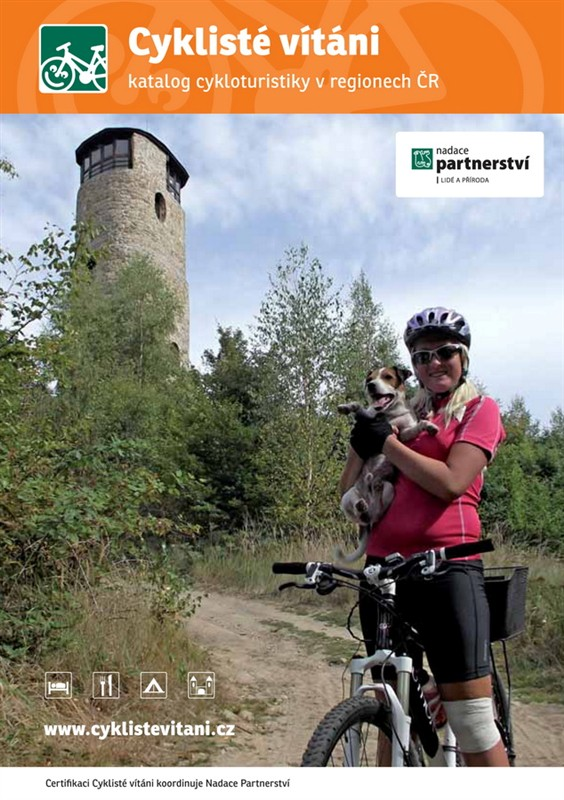 Cyklisté vítáni
katalog cykloturistiky v regionech ČR
nadace
partnerství
LIDÉ A PŘÍRODA
www.cyklistevitani.cz
Certifikaci Cyklisté vítáni koordinuje Nadace Partnerství